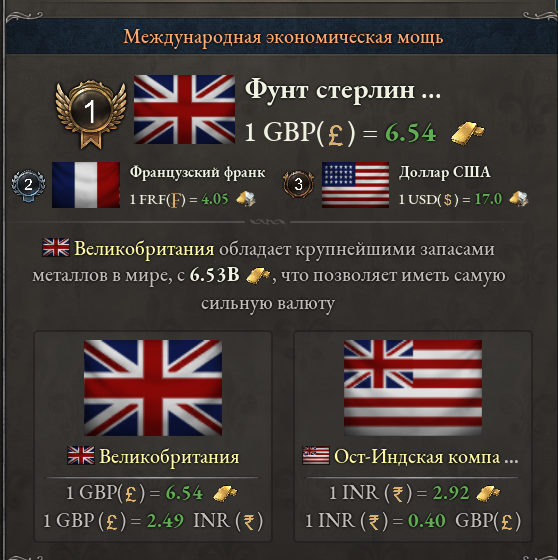 Международная экономическая мощь
1
Фунт стерлин ...
1 GBP(£) = 6.54
2
Французский франк
1 FRF(₣) = 4.05
3
Доллар США
1 USD($) = 17.0
Великобритания обладает крупнейшими запасами
металлов в мире, с 6.53B , что позволяет иметь самую
сильную валюту
Великобритания
1 GBP(£) = 6.54
1 GBP (£) = 2.49 INR (₹)
Ост-Индская компа ...
1 INR (₹) = 2.92
1 INR (₹) = 0.40 GBP(£)